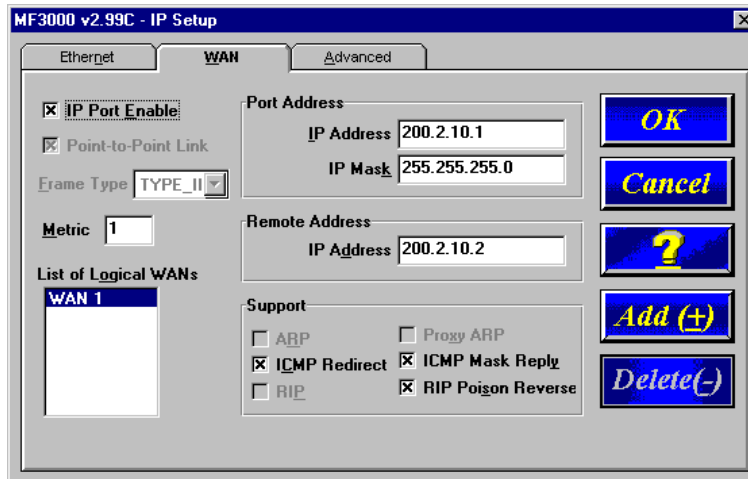 MF3000 v2.99C - IP Setup
Ethernet
WAN
Advanced
IP Port Enable
Point-to-Point Link
Frame Type TYPE_II
Metric 1
List of Logical WANs
WAN 1
Port Address
IP Address 200.2.10.1
IP Mask 255.255.255.0
Remote Address
IP Address 200.2.10.2
Support
ARP
Proxy ARP
ICMP Redirect
ICMP Mask Reply
RIP
RIP Poison Reverse
OK
Cancel
?
Add (+)
Delete(-)